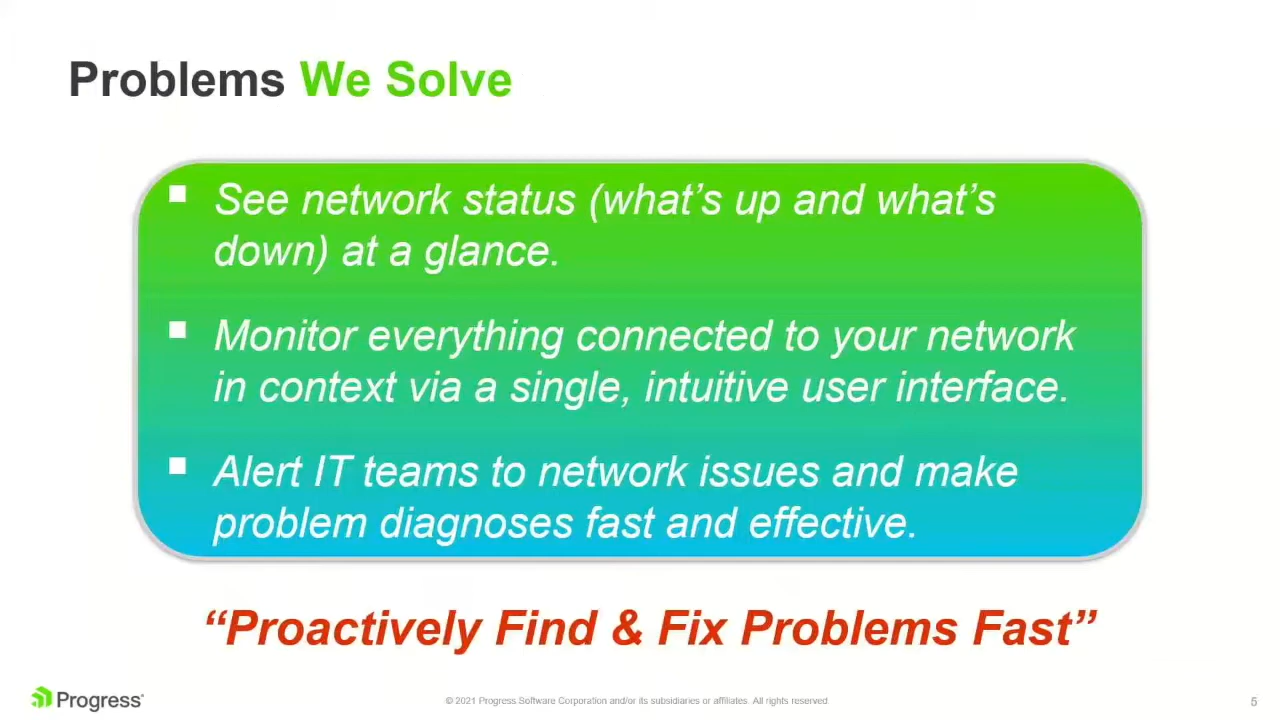 Problems We Solve
▪ See network status (what’s up and what’s
down) at a glance.
▪ Monitor everything connected to your network
in context via a single, intuitive user interface.
▪ Alert IT teams to network issues and make
problem diagnoses fast and effective.
“Proactively Find & Fix Problems Fast”
Progress
© 2021 Progress Software Corporation and/or its subsidiaries or affiliates. All rights reserved.
5